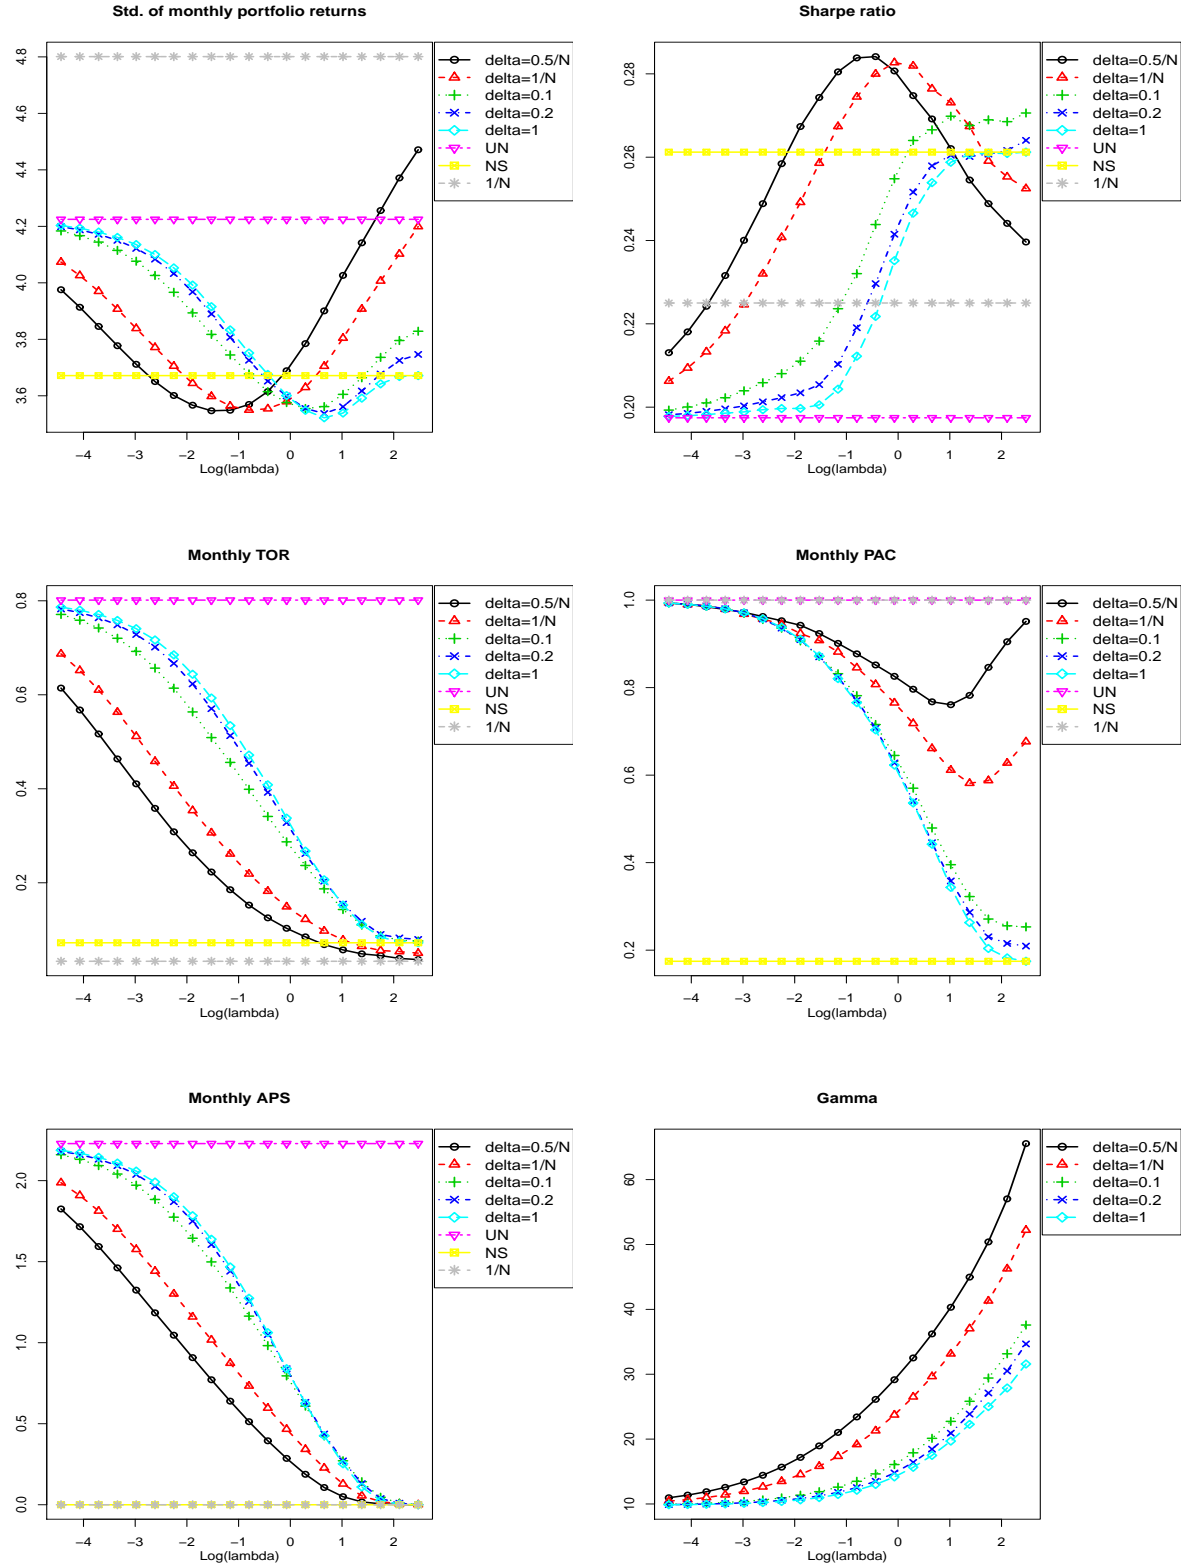 Std. of monthly portfolio returns
4.8
4.6
4.4
4.2
4.0
3.8
3.6
−4 −3 −2 −1 0 1 2
Log(lambda)
delta=0.5/N
delta=1/N
delta=0.1
delta=0.2
delta=1
UN
NS
1/N
Sharpe ratio
0.28
0.26
0.24
0.22
0.20
−4 −3 −2 −1 0 1 2
Log(lambda)
delta=0.5/N
delta=1/N
delta=0.1
delta=0.2
delta=1
UN
NS
1/N
Monthly TOR
0.8
0.6
0.4
0.2
−4 −3 −2 −1 0 1 2
Log(lambda)
delta=0.5/N
delta=1/N
delta=0.1
delta=0.2
delta=1
UN
NS
1/N
Monthly PAC
1.0
0.8
0.6
0.4
0.2
−4 −3 −2 −1 0 1 2
Log(lambda)
delta=0.5/N
delta=1/N
delta=0.1
delta=0.2
delta=1
UN
NS
1/N
Monthly APS
2.0
1.5
1.0
0.5
0.0
−4 −3 −2 −1 0 1 2
Log(lambda)
delta=0.5/N
delta=1/N
delta=0.1
delta=0.2
delta=1
UN
NS
1/N
Gamma
60
50
40
30
20
10
−4 −3 −2 −1 0 1 2
Log(lambda)
delta=0.5/N
delta=1/N
delta=0.1
delta=0.2
delta=1